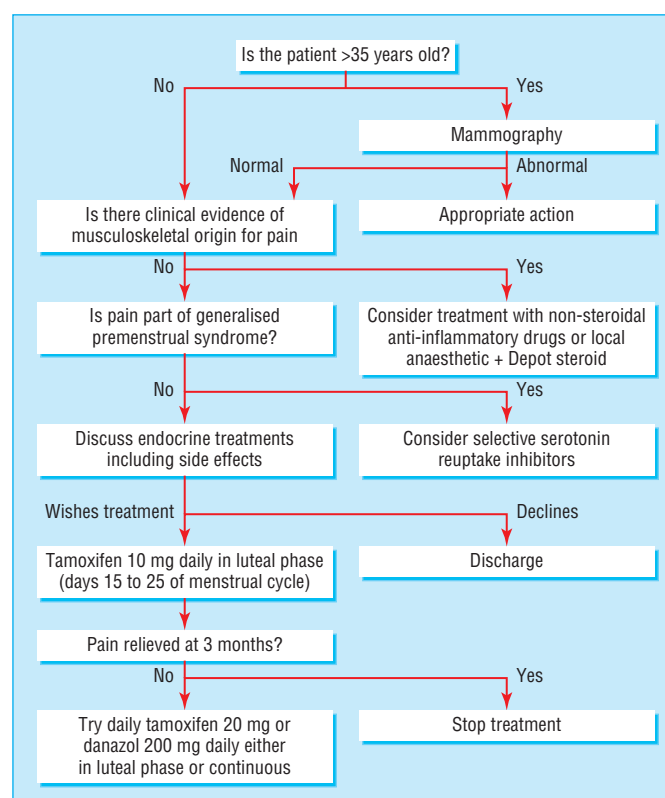 Is the patient >35 years old?
No
Yes
Mammography
Normal
Abnormal
Is there clinical evidence of
musculoskeletal origin for pain
Appropriate action
No
Yes
Is pain part of generalised
premenstrual syndrome?
Consider treatment with non-steroidal
anti-inflammatory drugs or local
anaesthetic + Depot steroid
No
Yes
Discuss endocrine treatments
including side effects
Consider selective serotonin
reuptake inhibitors
Wishes treatment
Declines
Tamoxifen 10 mg daily in luteal phase
(days 15 to 25 of menstrual cycle)
Discharge
Pain relieved at 3 months?
No
Yes
Try daily tamoxifen 20 mg or
danazol 200 mg daily either
in luteal phase or continuous
Stop treatment